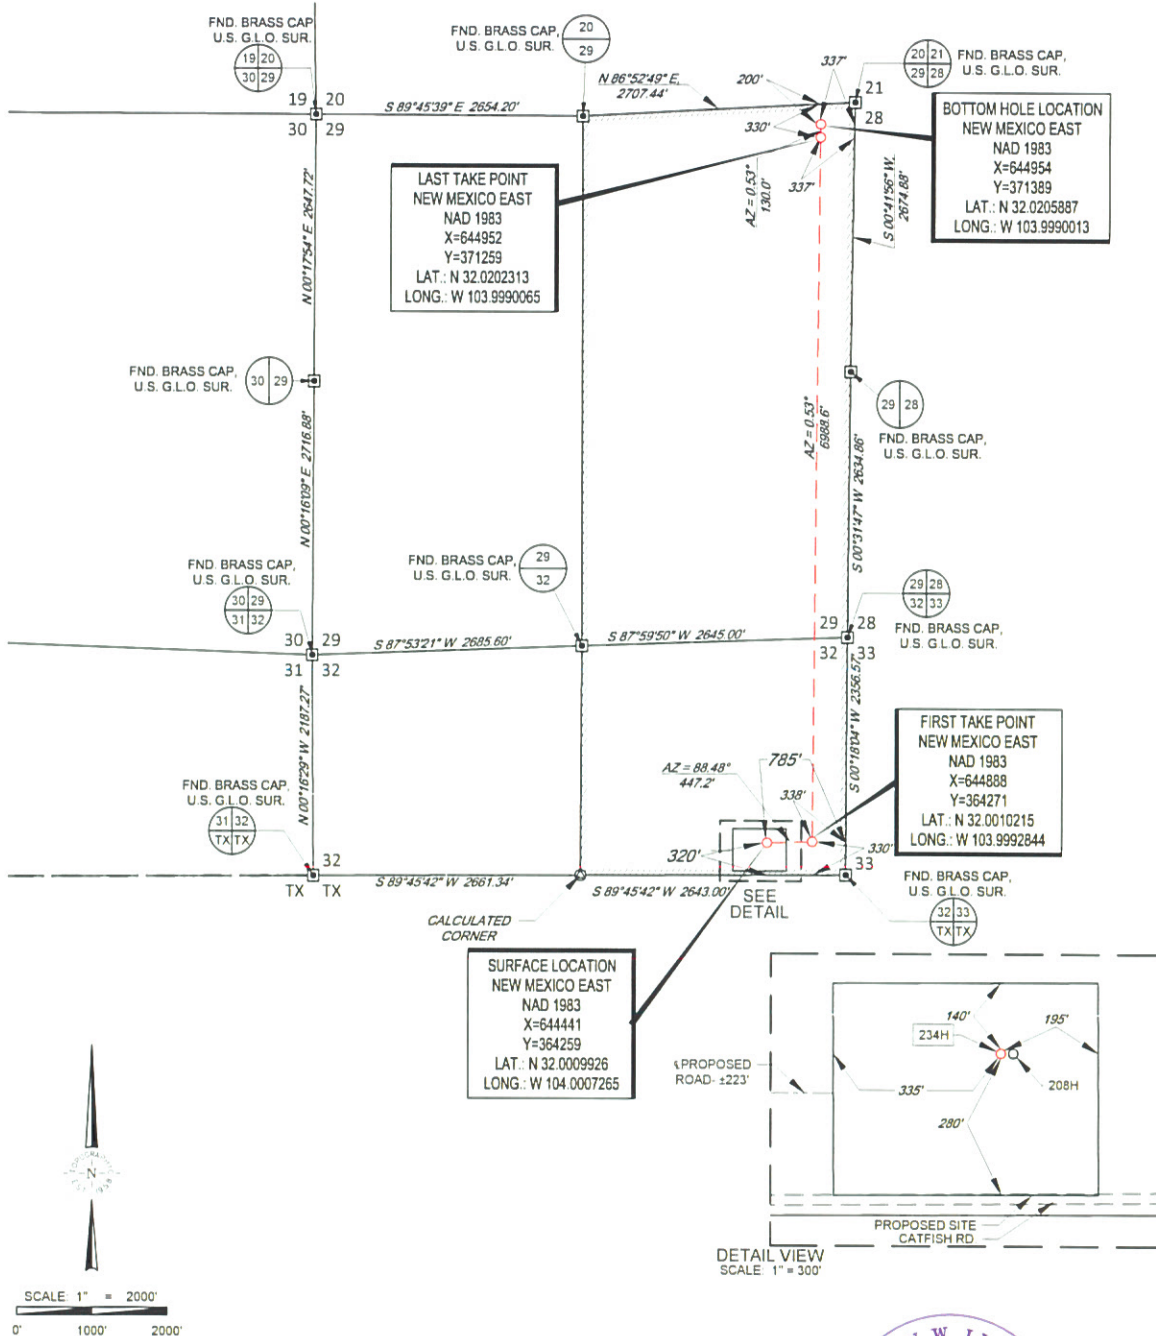 FND. BRASS CAP
U.S. G.L.O. SUR.
19 20
30 29
FND. BRASS CAP,
U.S. G.L.O. SUR.
20
29
20 21
29 28
FND. BRASS CAP,
U.S. G.L.O. SUR.
19 20
30 29
S 89°45'39" E 2654.20'
N 86°52'49" E,
2707.44'
200'
337'
330'
337'
21
28
BOTTOM HOLE LOCATION
NEW MEXICO EAST
NAD 1983
X=644954
Y=371389
LAT.: N 32.0205887
LONG.: W 103.9990013
LAST TAKE POINT
NEW MEXICO EAST
NAD 1983
X=644952
Y=371259
LAT.: N 32.0202313
LONG.: W 103.9990065
AZ = 0.53°
130.0'
S 00°41'56" W
2674.88'
N 00°17'54" E 2647.72'
FND. BRASS CAP,
U.S. G.L.O. SUR.
30 29
29 28
FND. BRASS CAP,
U.S. G.L.O. SUR.
AZ = 0.53°
6988.6'
N 00°16'09" E 2716.88'
S 00°31'47" W 2634.86'
FND. BRASS CAP,
U.S. G.L.O. SUR.
30 29
31 32
FND. BRASS CAP,
U.S. G.L.O. SUR.
29
32
29 28
32 33
FND. BRASS CAP,
U.S. G.L.O. SUR.
30 29
31 32
S 87°53'21" W 2685.60'
S 87°59'50" W 2645.00'
29 28
32 33
N 00°16'29" W 2187.27'
S 00°18'04" W 2356.57'
FIRST TAKE POINT
NEW MEXICO EAST
NAD 1983
X=644888
Y=364271
LAT.: N 32.0010215
LONG.: W 103.9992844
AZ = 88.48°
447.2'
785'
338'
320'
330'
FND. BRASS CAP,
U.S. G.L.O. SUR.
31 32
TX TX
32
TX TX
S 89°45'42" W 2661.34'
S 89°45'42" W 2643.00'
SEE
DETAIL
33
FND. BRASS CAP,
U.S. G.L.O. SUR.
32 33
TX TX
CALCULATED
CORNER
SURFACE LOCATION
NEW MEXICO EAST
NAD 1983
X=644441
Y=364259
LAT.: N 32.0009926
LONG.: W 104.0007265
PROPOSED
ROAD- ±223'
140'
195'
234H
208H
335'
280'
PROPOSED SITE
CATFISH RD
DETAIL VIEW
SCALE: 1" = 300'
TOPOGRAPHIC
N
EST. 1958
SCALE: 1" = 2000'
0' 1000' 2000'